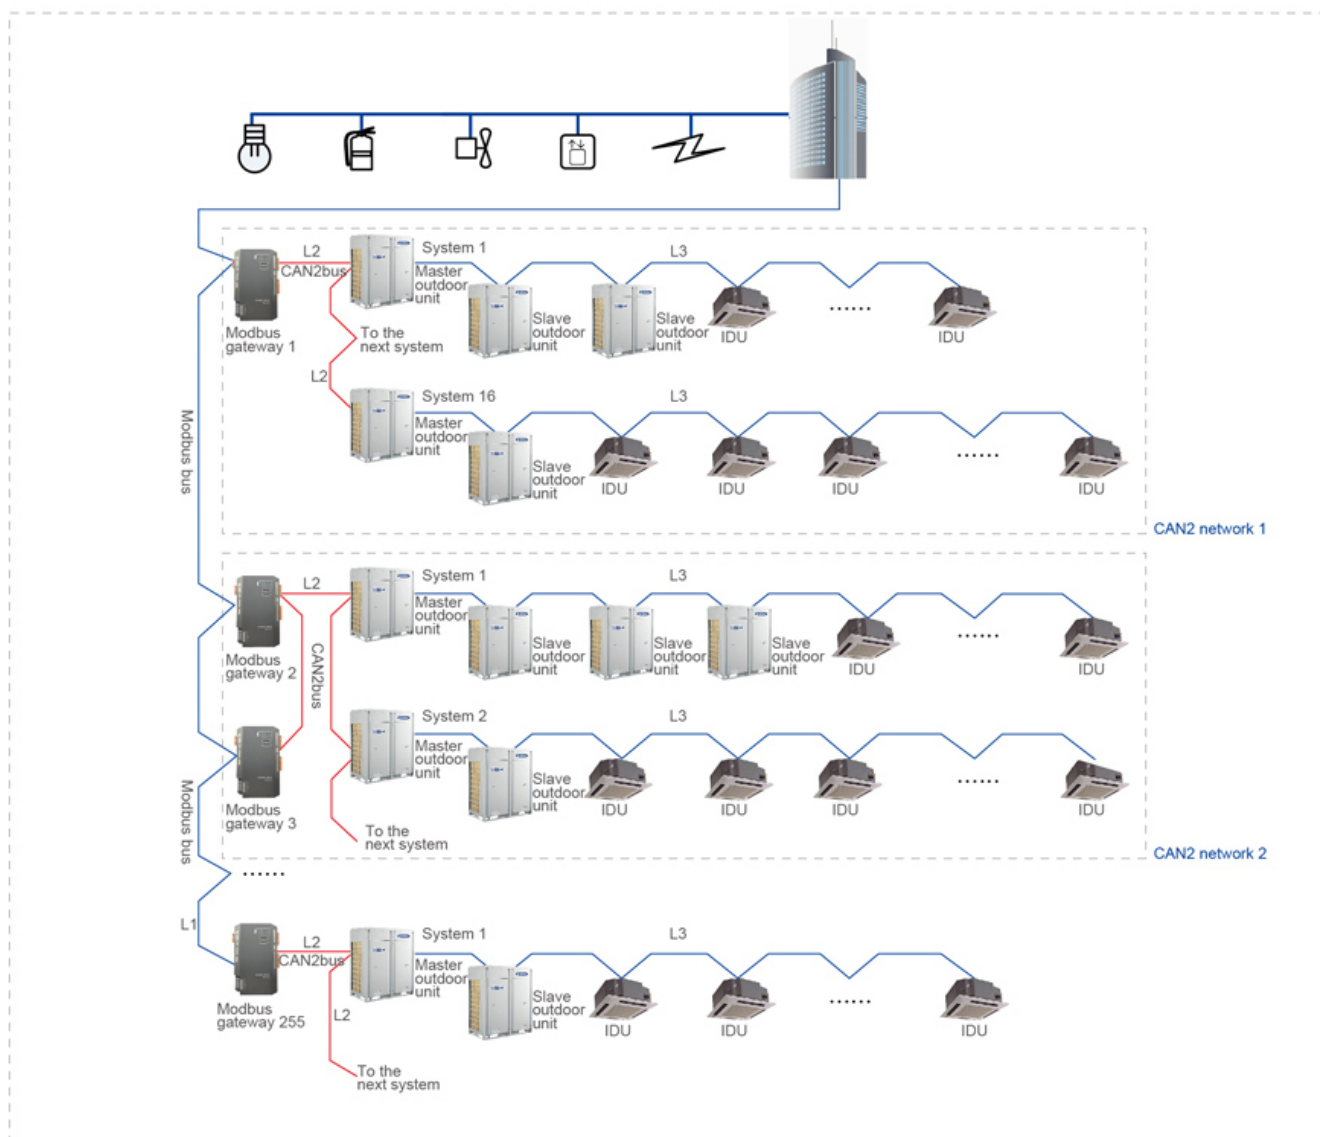 System 1
L2
L3
CAN2bus
Master
outdoor
unit
Slave
outdoor
unit
Slave
outdoor
unit
Modbus
gateway 1
To the
next system
IDU
......
IDU
L2
System 16
L3
Modbus bus
Master
outdoor
unit
Slave
outdoor
unit
IDU
IDU
IDU
......
IDU
CAN2 network 1
L2
System 1
L3
Master
outdoor
unit
Slave
outdoor
unit
Slave
outdoor
unit
Slave
outdoor
unit
......
Modbus
gateway 2
CAN2bus
IDU
IDU
System 2
L3
Master
outdoor
unit
Slave
outdoor
unit
Modbus
gateway 3
Modbus bus
IDU
IDU
IDU
......
IDU
To the
next system
CAN2 network 2
......
L1
L2
CAN2bus
System 1
L3
Master
outdoor
unit
Slave
outdoor
unit
Modbus
gateway 255
L2
IDU
IDU
......
IDU
To the
next system